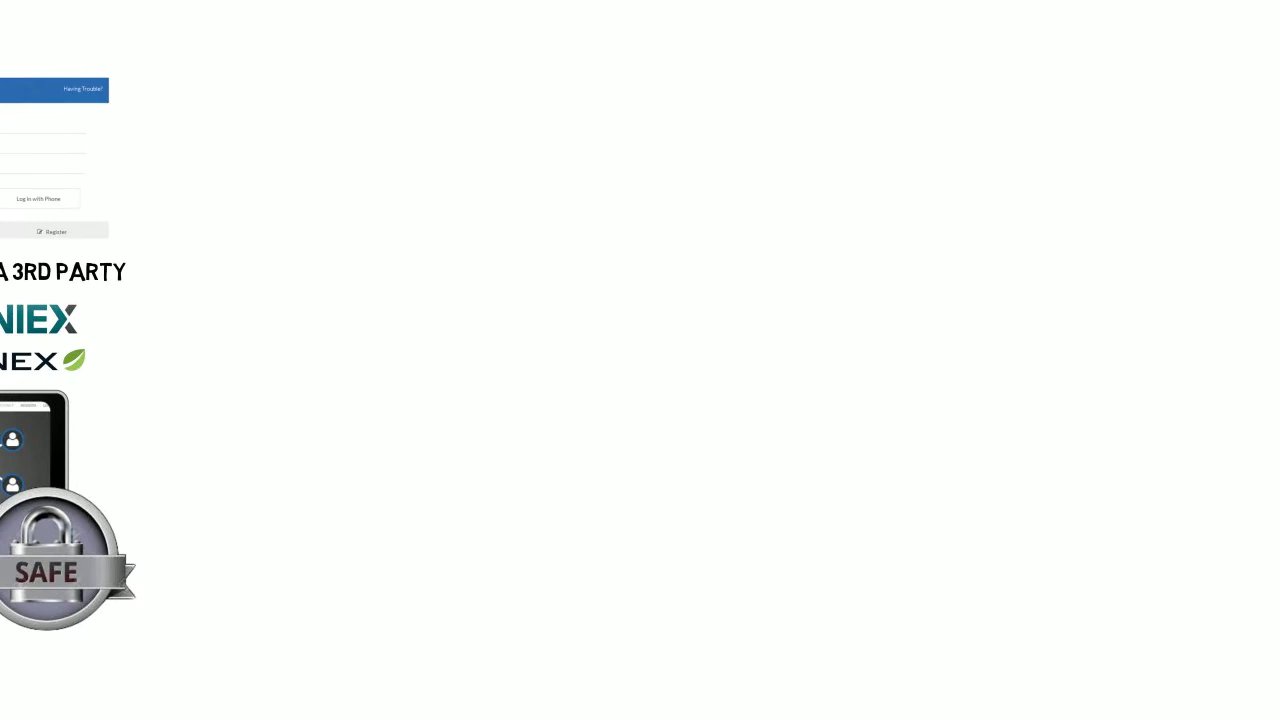 Having Trouble?
Log in with Phone
Register
A 3RD PARTY
NIEX
NEX
SAFE